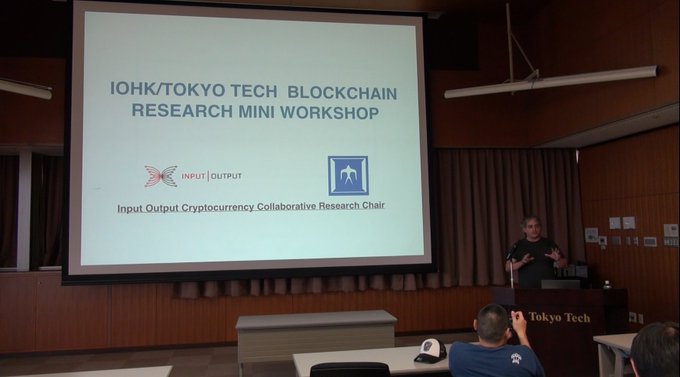 IOHK/TOKYO TECH BLOCKCHAIN
RESEARCH MINI WORKSHOP
INPUT | OUTPUT
Input Output Cryptocurrency Collaborative Research Chair
Tokyo Tech